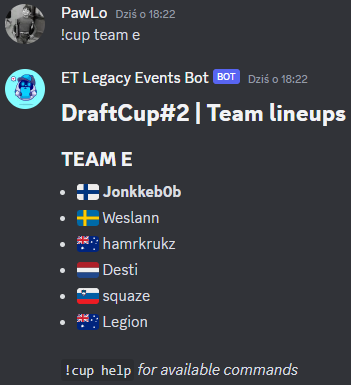 PawLo Dziś o 18:22
!cup team e
ET Legacy Events Bot BOT Dziś o 18:22
DraftCup#2 | Team lineups
TEAM E
Jonkkeb0b
Weslann
hamrkrukz
Desti
squaze
Legion
!cup help for available commands